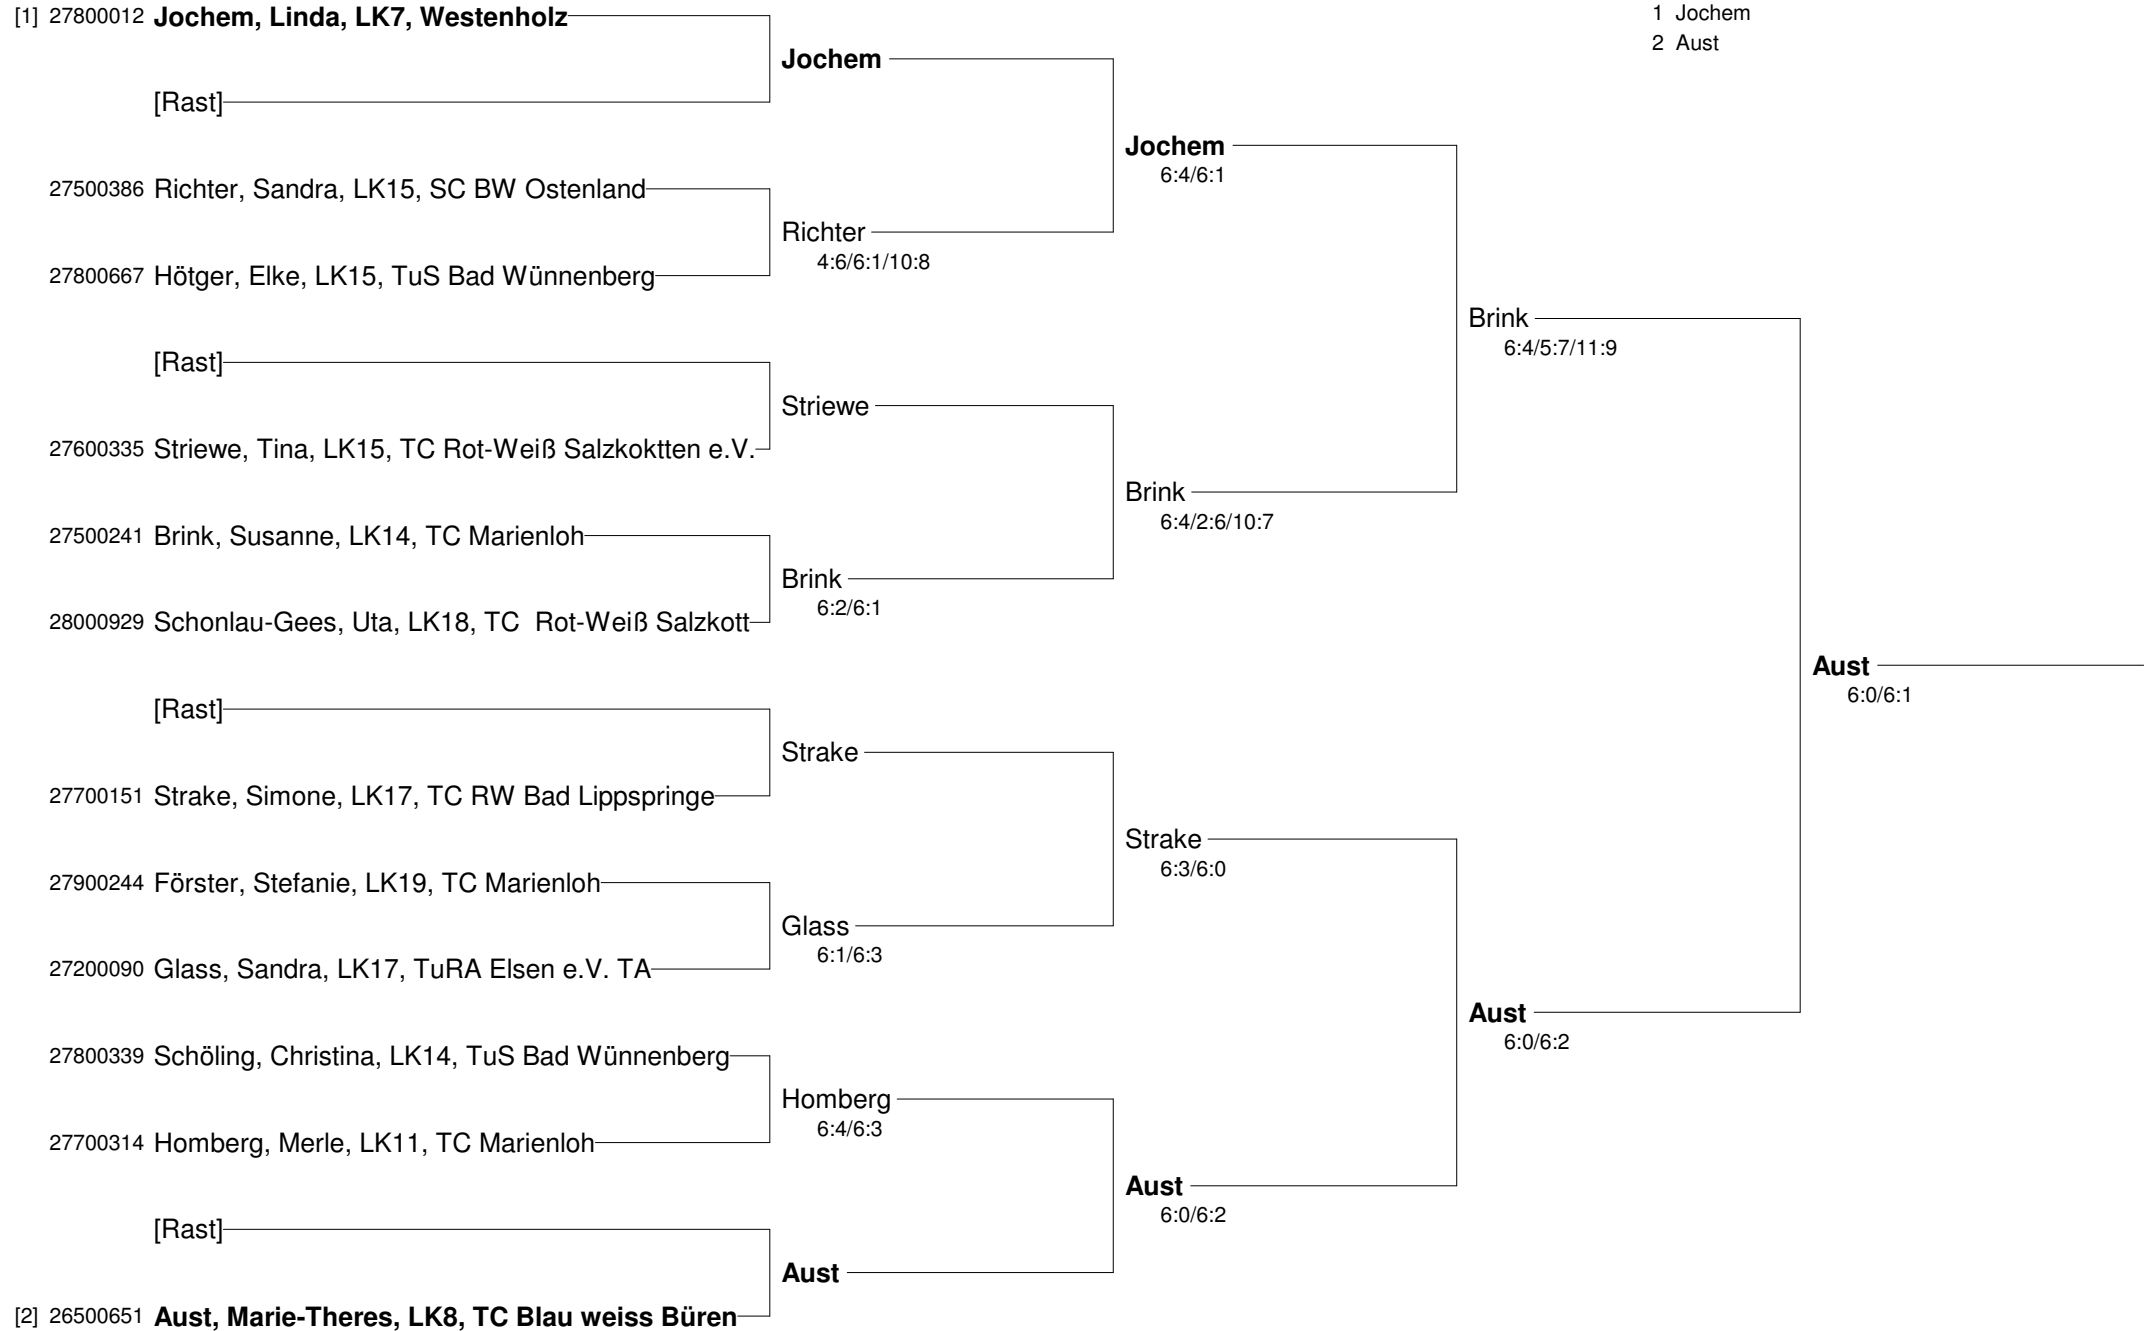 [1] 27800012 Jochem, Linda, LK7, Westenholz
1 Jochem
2 Aust
Jochem
[Rast]
Jochem
6:4/6:1
27500386 Richter, Sandra, LK15, SC BW Ostenland
Richter
4:6/6:1/10:8
27800667 Hötger, Elke, LK15, TuS Bad Wünnenberg
Brink
6:4/5:7/11:9
[Rast]
Striewe
27600335 Striewe, Tina, LK15, TC Rot-Weiß Salzkoktten e.V.
Brink
6:4/2:6/10:7
27500241 Brink, Susanne, LK14, TC Marienloh
Brink
6:2/6:1
28000929 Schonlau-Gees, Uta, LK18, TC Rot-Weiß Salzkott
Aust
6:0/6:1
[Rast]
Strake
27700151 Strake, Simone, LK17, TC RW Bad Lippspringe
Strake
6:3/6:0
27900244 Förster, Stefanie, LK19, TC Marienloh
Glass
6:1/6:3
27200090 Glass, Sandra, LK17, TuRA Elsen e.V. TA
Aust
6:0/6:2
27800339 Schöling, Christina, LK14, TuS Bad Wünnenberg
Homberg
6:4/6:3
27700314 Homberg, Merle, LK11, TC Marienloh
Aust
6:0/6:2
[Rast]
Aust
[2] 26500651 Aust, Marie-Theres, LK8, TC Blau weiss Büren